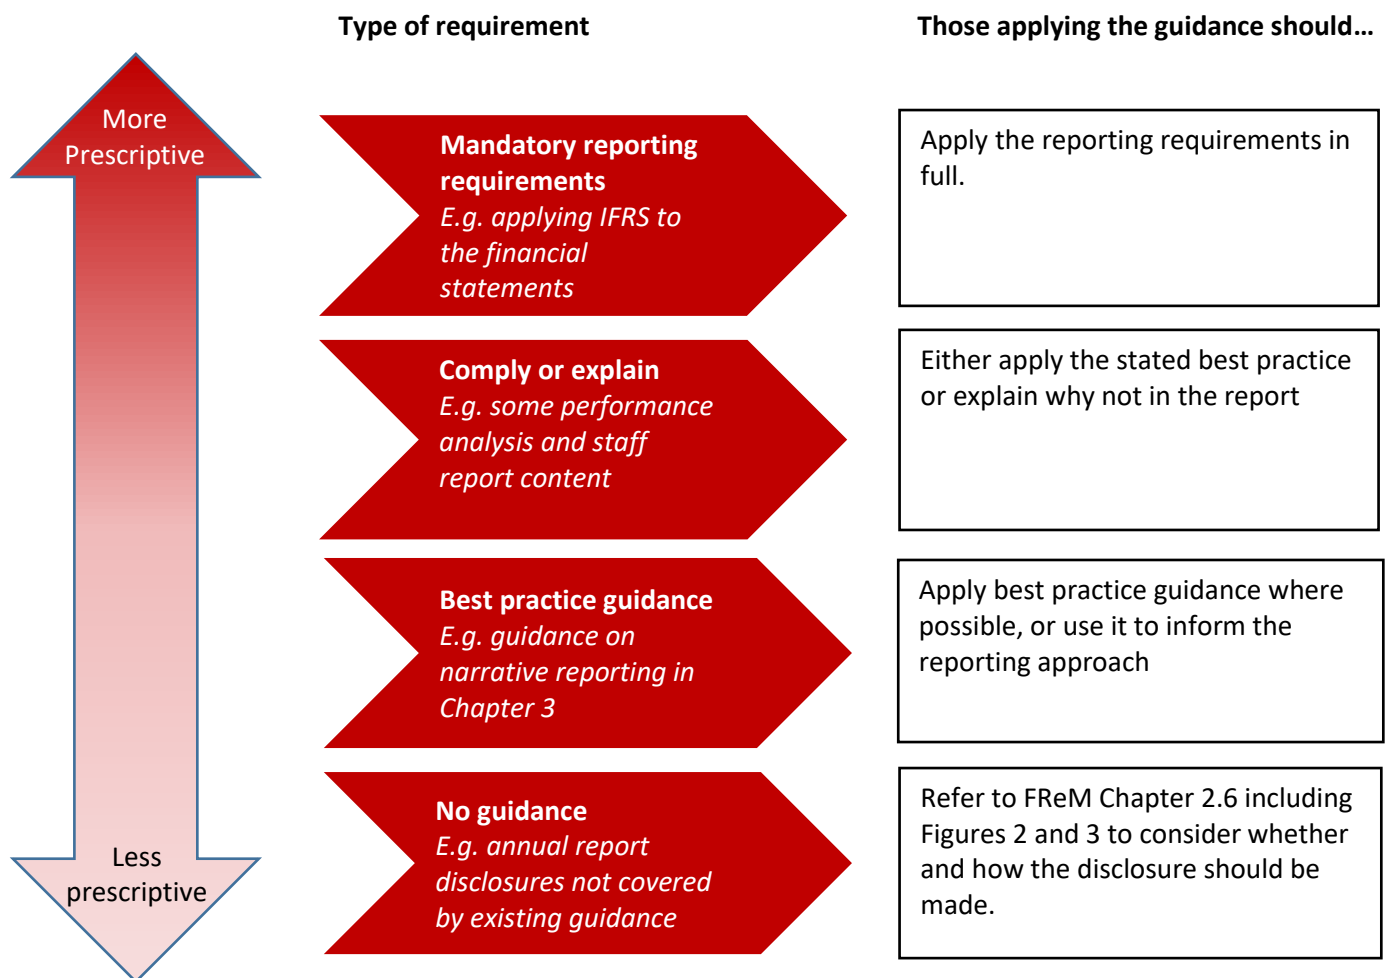 Type of requirement
Those applying the guidance should…
More
Prescriptive
Mandatory reporting
requirements
E.g. applying IFRS to
the financial
statements
Apply the reporting requirements in
full.
Comply or explain
E.g. some performance
analysis and staff
report content
Either apply the stated best practice
or explain why not in the report
Best practice guidance
E.g. guidance on
narrative reporting in
Chapter 3
Apply best practice guidance where
possible, or use it to inform the
reporting approach
No guidance
E.g. annual report
disclosures not covered
by existing guidance
Refer to FReM Chapter 2.6 including
Figures 2 and 3 to consider whether
and how the disclosure should be
made.
Less
prescriptive